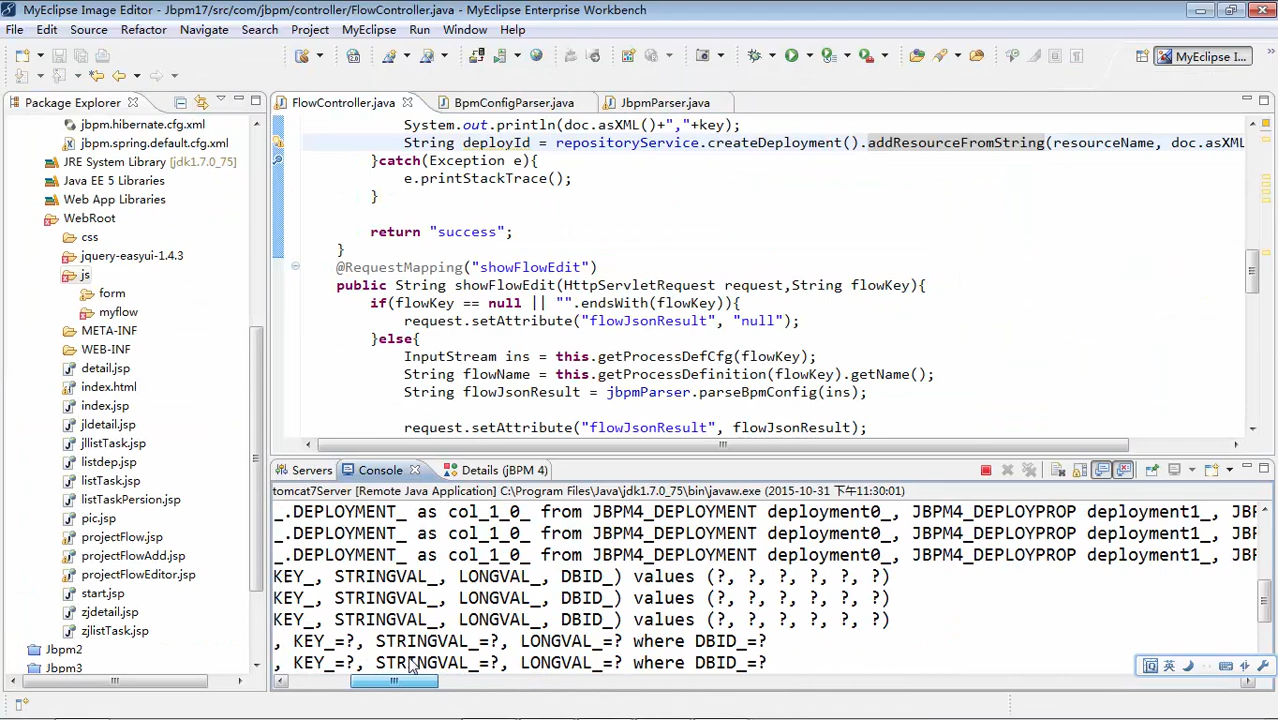 MyEclipse Image Editor - Jbpm17/src/com/jbpm/controller/FlowController.java - MyEclipse Enterprise Workbench
File Edit Source Refactor Navigate Search Project MyEclipse Run Window Help
MyEclipse I...
Package Explorer
FlowController.java
BpmConfigParser.java
JbpmParser.java
jbpm.hibernate.cfg.xml
jbpm.spring.default.cfg.xml
JRE System Library [jdk1.7.0_75]
Java EE 5 Libraries
Web App Libraries
WebRoot
css
jquery-easyui-1.4.3
js
form
myflow
META-INF
WEB-INF
detail.jsp
index.html
index.jsp
jldetail.jsp
jllistTask.jsp
listdep.jsp
listTask.jsp
listTaskPersion.jsp
pic.jsp
projectFlow.jsp
projectFlowAdd.jsp
projectFlowEditor.jsp
start.jsp
zjdetail.jsp
zjlistTask.jsp
Jbpm2
Jbpm3
System.out.println(doc.asXML()+","+key);
String deployId = repositoryService.createDeployment().addResourceFromString(resourceName, doc.asXML
}catch(Exception e){
e.printStackTrace();
}
return "success";
}
@RequestMapping("showFlowEdit")
public String showFlowEdit(HttpServletRequest request,String flowKey){
if(flowKey == null || "".endsWith(flowKey)){
request.setAttribute("flowJsonResult", "null");
}else{
InputStream ins = this.getProcessDefCfg(flowKey);
String flowName = this.getProcessDefinition(flowKey).getName();
String flowJsonResult = jbpmParser.parseBpmConfig(ins);
request.setAttribute("flowJsonResult", flowJsonResult);
Servers
Console
Details (jBPM 4)
tomcat7Server [Remote Java Application] C:\Program Files\Java\jdk1.7.0_75\bin\javaw.exe (2015-10-31 下午11:30:01)
_.DEPLOYMENT_ as col_1_0_ from JBPM4_DEPLOYMENT deployment0_, JBPM4_DEPLOYPROP deployment1_, JBP
_.DEPLOYMENT_ as col_1_0_ from JBPM4_DEPLOYMENT deployment0_, JBPM4_DEPLOYPROP deployment1_, JBP
_.DEPLOYMENT_ as col_1_0_ from JBPM4_DEPLOYMENT deployment0_, JBPM4_DEPLOYPROP deployment1_, JBP
KEY_, STRINGVAL_, LONGVAL_, DBID_) values (?, ?, ?, ?, ?, ?)
KEY_, STRINGVAL_, LONGVAL_, DBID_) values (?, ?, ?, ?, ?, ?)
KEY_, STRINGVAL_, LONGVAL_, DBID_) values (?, ?, ?, ?, ?, ?)
, KEY_=?, STRINGVAL_=?, LONGVAL_=? where DBID_=?
, KEY_=?, STRINGVAL_=?, LONGVAL_=? where DBID_=?
英